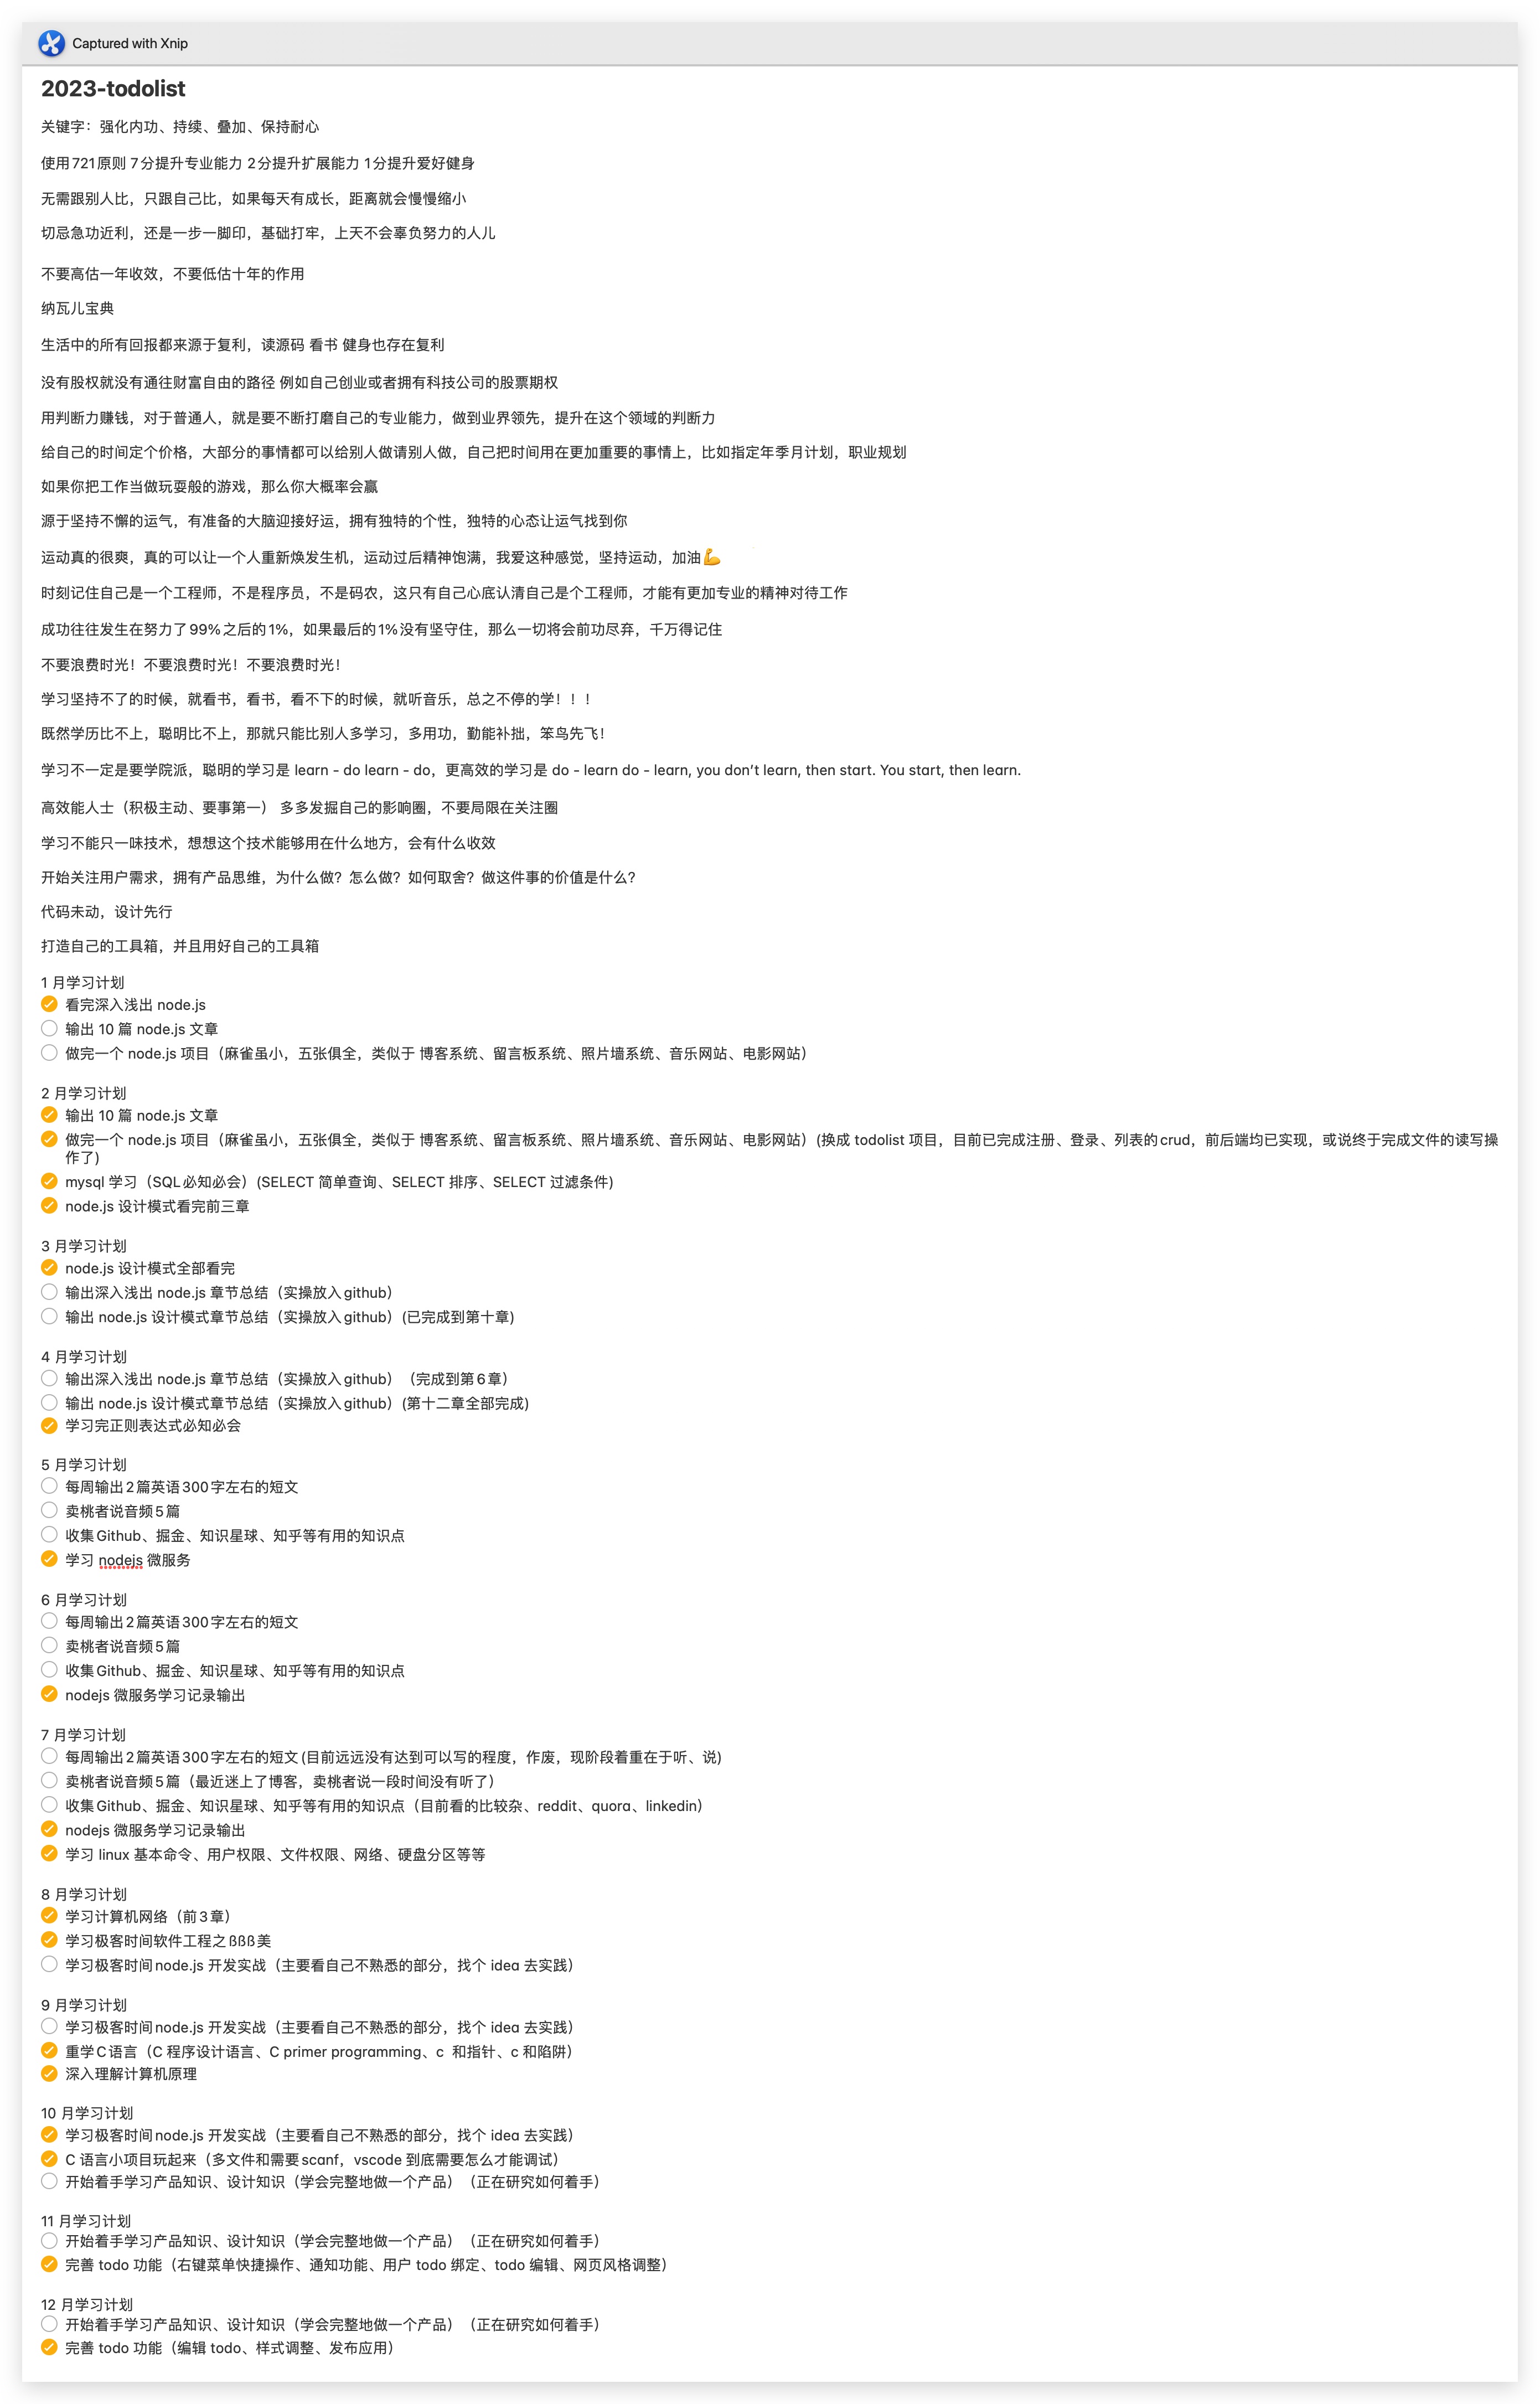 Captured with Xnip
2023-todolist
关键字：强化内功、持续、叠加、保持耐心
使用721原则 7分提升专业能力 2分提升扩展能力 1分提升爱好健身
无需跟别人比，只跟自己比，如果每天有成长，距离就会慢慢缩小
切忌急功近利，还是一步一脚印，基础打牢，上天不会辜负努力的人儿
不要高估一年收效，不要低估十年的作用
纳瓦儿宝典
生活中的所有回报都来源于复利，读源码 看书 健身也存在复利
没有股权就没有通往财富自由的路径 例如自己创业或者拥有科技公司的股票期权
用判断力赚钱，对于普通人，就是要不断打磨自己的专业能力，做到业界领先，提升在这个领域的判断力
给自己的时间定个价格，大部分的事情都可以给别人做请别人做，自己把时间用在更加重要的事情上，比如指定年季月计划，职业规划
如果你把工作当做玩耍般的游戏，那么你大概率会赢
源于坚持不懈的运气，有准备的大脑迎接好运，拥有独特的个性，独特的心态让运气找到你
运动真的很爽，真的可以让一个人重新焕发生机，运动过后精神饱满，我爱这种感觉，坚持运动，加油💪
时刻记住自己是一个工程师，不是程序员，不是码农，这只有自己心底认清自己是个工程师，才能有更加专业的精神对待工作
成功往往发生在努力了99%之后的1%，如果最后的1%没有坚守住，那么一切将会前功尽弃，千万得记住
不要浪费时光！不要浪费时光！不要浪费时光！
学习坚持不了的时候，就看书，看书，看不下的时候，就听音乐，总之不停的学！！！
既然学历比不上，聪明比不上，那就只能比别人多学习，多用功，勤能补拙，笨鸟先飞！
学习不一定是要学院派，聪明的学习是 learn - do learn - do，更高效的学习是 do - learn do - learn, you don’t learn, then start. You start, then learn.
高效能人士（积极主动、要事第一） 多多发掘自己的影响圈，不要局限在关注圈
学习不能只一味技术，想想这个技术能够用在什么地方，会有什么收效
开始关注用户需求，拥有产品思维，为什么做？怎么做？如何取舍？做这件事的价值是什么？
代码未动，设计先行
打造自己的工具箱，并且用好自己的工具箱
1 月学习计划
看完深入浅出 node.js
输出 10 篇 node.js 文章
做完一个 node.js 项目（麻雀虽小，五张俱全，类似于 博客系统、留言板系统、照片墙系统、音乐网站、电影网站）
2 月学习计划
输出 10 篇 node.js 文章
做完一个 node.js 项目（麻雀虽小，五张俱全，类似于 博客系统、留言板系统、照片墙系统、音乐网站、电影网站）(换成 todolist 项目，目前已完成注册、登录、列表的crud，前后端均已实现，或说终于完成文件的读写操
作了)
mysql 学习（SQL必知必会）(SELECT 简单查询、SELECT 排序、SELECT 过滤条件)
node.js 设计模式看完前三章
3 月学习计划
node.js 设计模式全部看完
输出深入浅出 node.js 章节总结（实操放入github）
输出 node.js 设计模式章节总结（实操放入github）(已完成到第十章)
4 月学习计划
输出深入浅出 node.js 章节总结（实操放入github）（完成到第6章）
输出 node.js 设计模式章节总结（实操放入github）(第十二章全部完成)
学习完正则表达式必知必会
5 月学习计划
每周输出2篇英语300字左右的短文
卖桃者说音频5篇
收集Github、掘金、知识星球、知乎等有用的知识点
学习 nodejs 微服务
6 月学习计划
每周输出2篇英语300字左右的短文
卖桃者说音频5篇
收集Github、掘金、知识星球、知乎等有用的知识点
nodejs 微服务学习记录输出
7 月学习计划
每周输出2篇英语300字左右的短文(目前远远没有达到可以写的程度，作废，现阶段着重在于听、说)
卖桃者说音频5篇（最近迷上了博客，卖桃者说一段时间没有听了）
收集Github、掘金、知识星球、知乎等有用的知识点（目前看的比较杂、reddit、quora、linkedin）
nodejs 微服务学习记录输出
学习 linux 基本命令、用户权限、文件权限、网络、硬盘分区等等
8 月学习计划
学习计算机网络（前3章）
学习极客时间软件工程之ßßß美
学习极客时间node.js 开发实战（主要看自己不熟悉的部分，找个 idea 去实践）
9 月学习计划
学习极客时间node.js 开发实战（主要看自己不熟悉的部分，找个 idea 去实践）
重学C语言（C 程序设计语言、C primer programming、c 和指针、c 和陷阱）
深入理解计算机原理
10 月学习计划
学习极客时间node.js 开发实战（主要看自己不熟悉的部分，找个 idea 去实践）
C 语言小项目玩起来（多文件和需要scanf，vscode 到底需要怎么才能调试）
开始着手学习产品知识、设计知识（学会完整地做一个产品）（正在研究如何着手）
11 月学习计划
开始着手学习产品知识、设计知识（学会完整地做一个产品）（正在研究如何着手）
完善 todo 功能（右键菜单快捷操作、通知功能、用户 todo 绑定、todo 编辑、网页风格调整）
12 月学习计划
开始着手学习产品知识、设计知识（学会完整地做一个产品）（正在研究如何着手）
完善 todo 功能（编辑 todo、样式调整、发布应用）